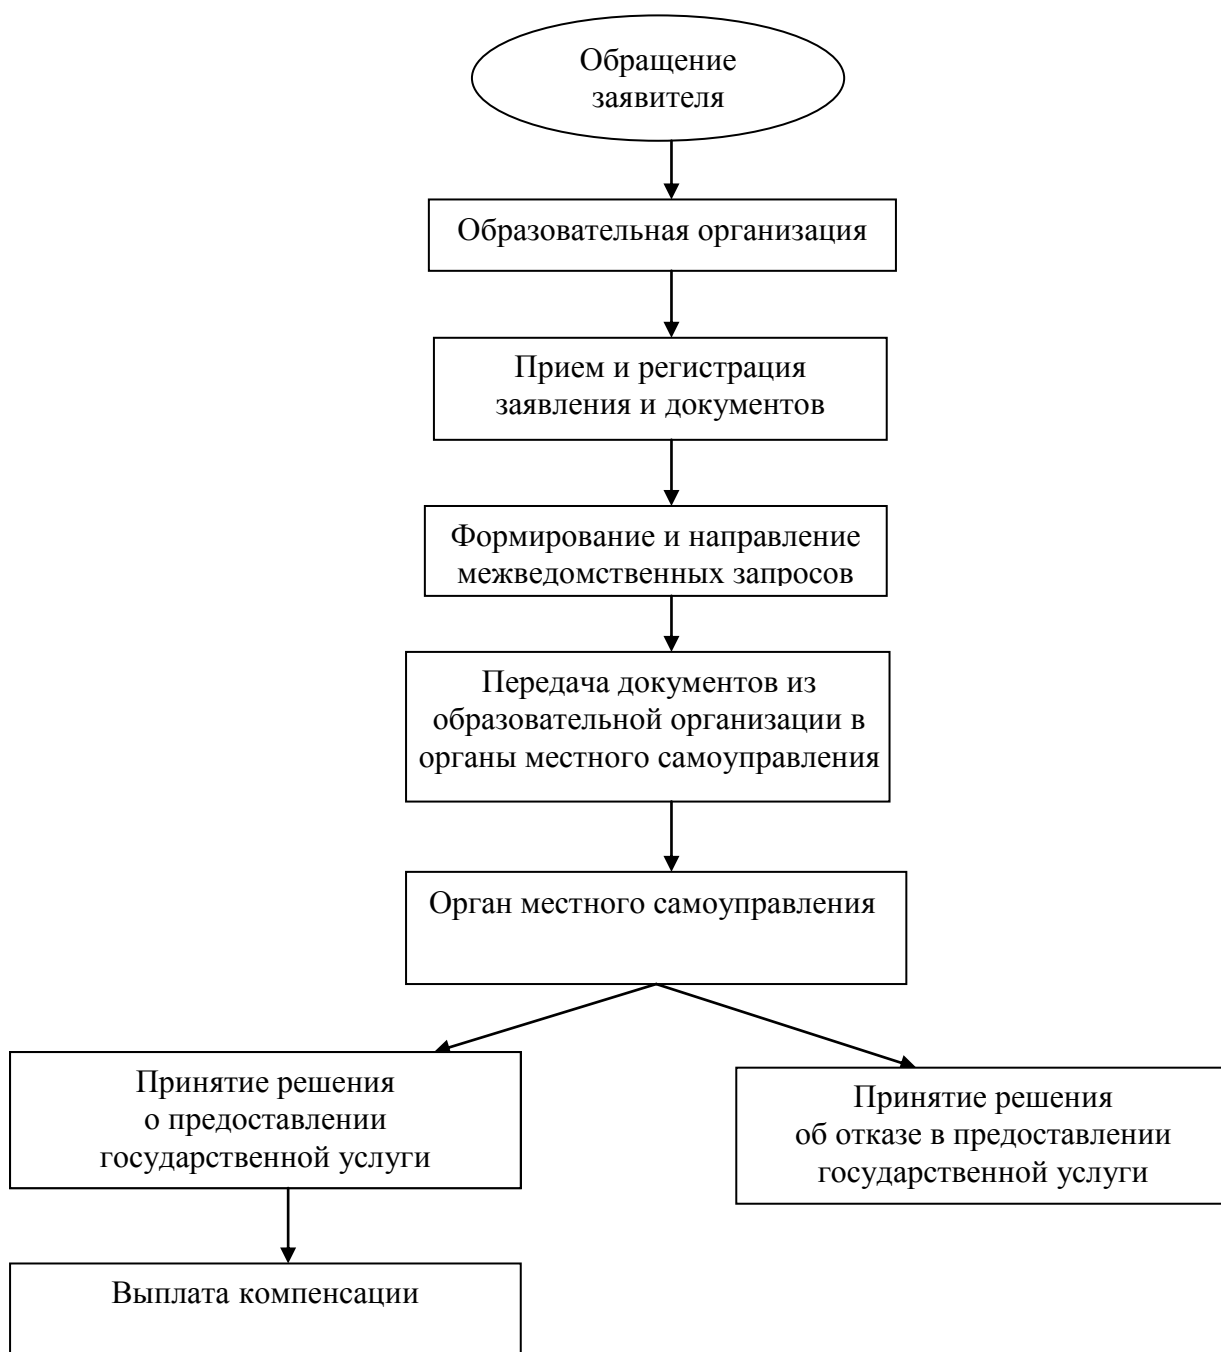 Обращение
заявителя
Образовательная организация
Прием и регистрация
заявления и документов
Формирование и направление
межведомственных запросов
Передача документов из
образовательной организации в
органы местного самоуправления
Орган местного самоуправления
Принятие решения
о предоставлении
государственной услуги
Принятие решения
об отказе в предоставлении
государственной услуги
Выплата компенсации